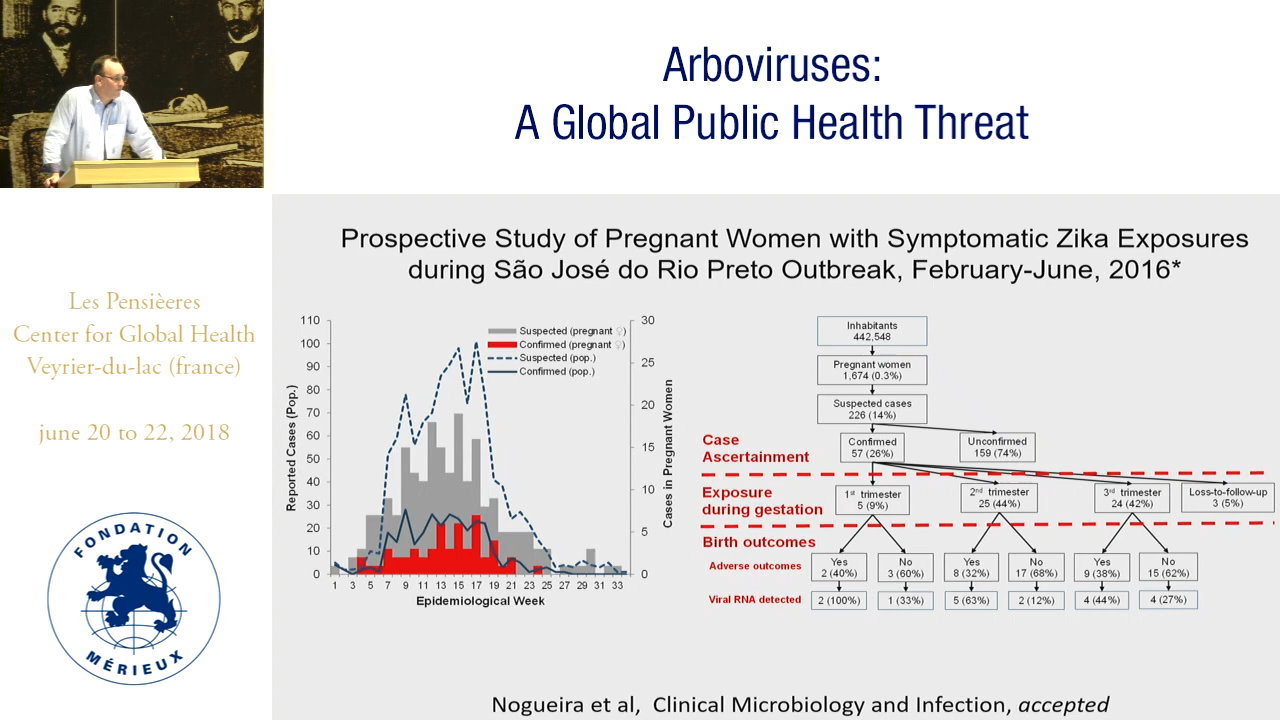 Arboviruses:
A Global Public Health Threat
Les Pensièeres
Center for Global Health
Veyrier-du-lac (france)
june 20 to 22, 2018
FONDATION
MÉRIEUX
Prospective Study of Pregnant Women with Symptomatic Zika Exposures
during São José do Rio Preto Outbreak, February-June, 2016*
110
100
90
80
70
60
50
40
30
20
10
0
Reported Cases (Pop.)
30
25
20
15
10
5
0
Cases in Pregnant Women
Suspected (pregnant ♀)
Confirmed (pregnant ♀)
Suspected (pop.)
Confirmed (pop.)
1 3 5 7 9 11 13 15 17 19 21 23 25 27 29 31 33
Epidemiological Week
Inhabitants
442,548
Pregnant women
1,674 (0.3%)
Suspected cases
226 (14%)
Case
Ascertainment
Confirmed
57 (26%)
Unconfirmed
159 (74%)
Exposure
during gestation
1st trimester
5 (9%)
2nd trimester
25 (44%)
3rd trimester
24 (42%)
Loss-to-follow-up
3 (5%)
Birth outcomes
Adverse outcomes
Yes
2 (40%)
No
3 (60%)
Yes
8 (32%)
No
17 (68%)
Yes
9 (38%)
No
15 (62%)
Viral RNA detected
2 (100%)
1 (33%)
5 (63%)
2 (12%)
4 (44%)
4 (27%)
Nogueira et al, Clinical Microbiology and Infection, accepted